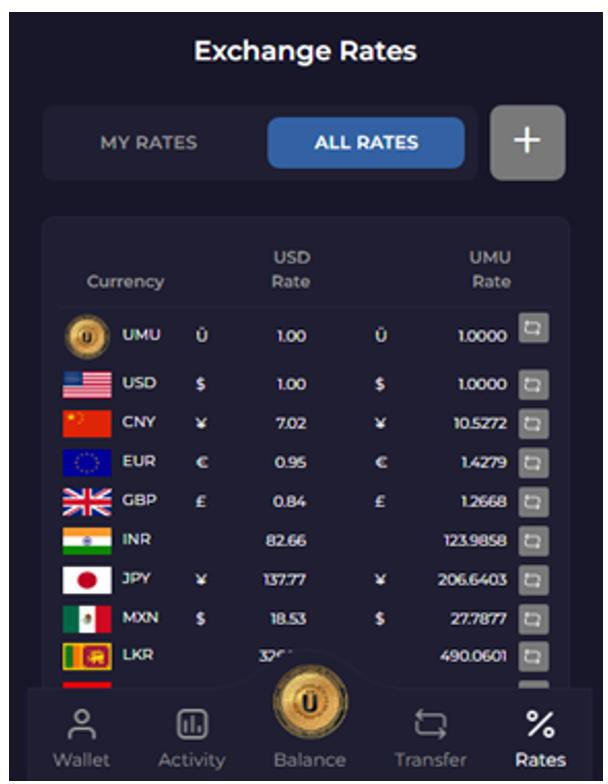 Exchange Rates
MY RATES ALL RATES +
USD UMU
Currency Rate Rate
UMU Ü 1.00 Ü 1.0000
USD $ 1.00 $ 1.0000
CNY ¥ 7.02 ¥ 10.5272
EUR € 0.95 € 1.4279
GBP £ 0.84 £ 1.2668
INR 82.66 123.9858
JPY ¥ 137.77 ¥ 206.6403
MXN $ 18.53 $ 27.7877
LKR 490.0601
Ü
Wallet Activity Balance Transfer % Rates